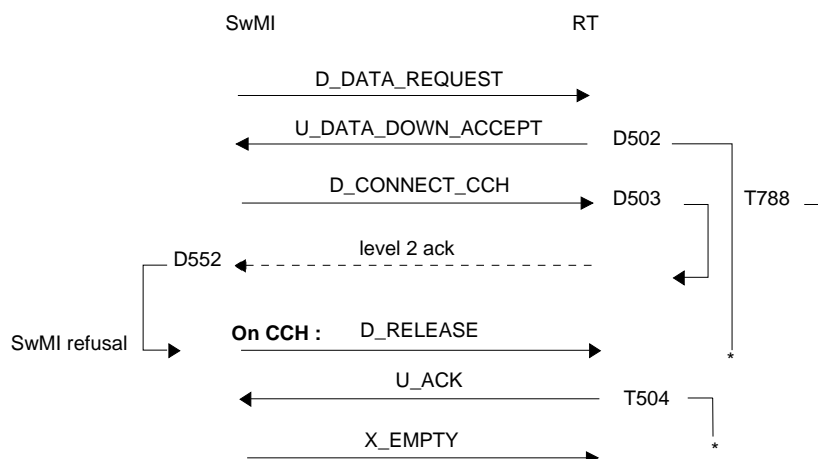 SwMI RT
D_DATA_REQUEST
U_DATA_DOWN_ACCEPT D502
D_CONNECT_CCH D503 T788
D552 level 2 ack
SwMI refusal On CCH : D_RELEASE *
U_ACK T504
X_EMPTY *